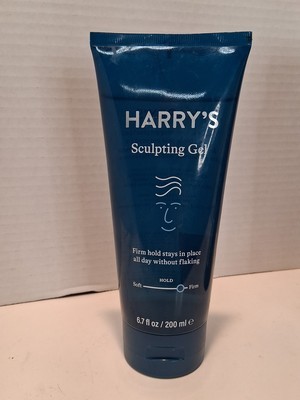 HARRY'S
Sculpting Gel
Firm hold stays in place
all day without flaking
HOLD
Soft Firm
6.7 fl oz / 200 ml ℮